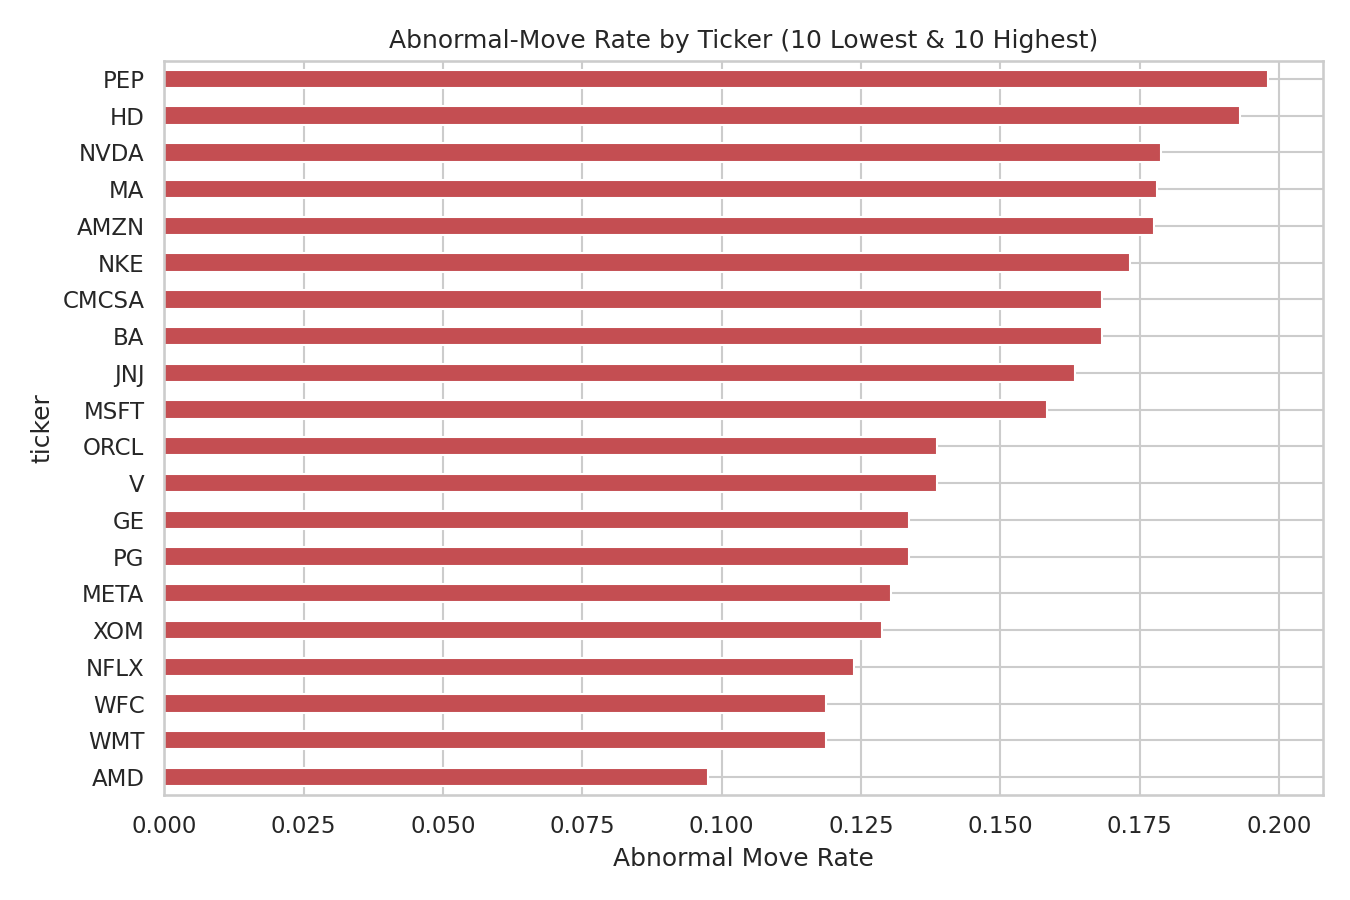 Abnormal-Move Rate by Ticker (10 Lowest & 10 Highest)
PEP
HD
NVDA
MA
AMZN
NKE
CMCSA
BA
JNJ
MSFT
ORCL
V
GE
PG
META
XOM
NFLX
WFC
WMT
AMD
ticker
0.000 0.025 0.050 0.075 0.100 0.125 0.150 0.175 0.200
Abnormal Move Rate